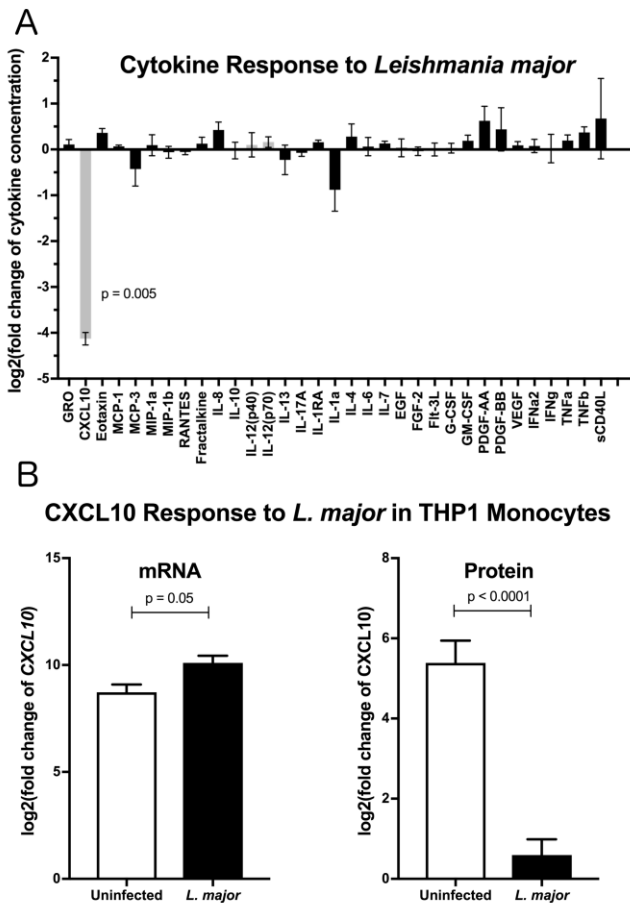 A
Cytokine Response to Leishmania major
log2(fold change of cytokine concentration)
2
1
0
-1
-2
-3
-4
-5
p = 0.005
GRO
CXCL10
Eotaxin
MCP-1
MCP-3
MIP-1a
MIP-1b
RANTES
Fractalkine
IL-8
IL-10
IL-12(p40)
IL-12(p70)
IL-13
IL-17A
IL-1RA
IL-1a
IL-4
IL-6
IL-7
EGF
FGF-2
Flt-3L
G-CSF
GM-CSF
PDGF-AA
PDGF-BB
VEGF
IFNa2
IFNg
TNFa
TNFb
sCD40L
B
CXCL10 Response to L. major in THP1 Monocytes
mRNA
p = 0.05
log2(fold change of CXCL10)
15
10
5
0
Uninfected
L. major
Protein
p < 0.0001
log2(fold change of CXCL10)
8
6
4
2
0
Uninfected
L. major